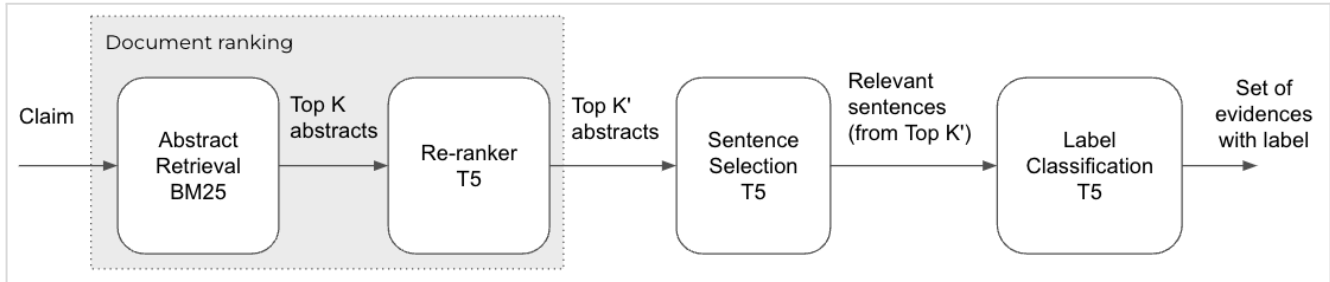 Document ranking
Claim
Abstract
Retrieval
BM25
Top K
abstracts
Re-ranker
T5
Top K'
abstracts
Sentence
Selection
T5
Relevant
sentences
(from Top K')
Label
Classification
T5
Set of
evidences
with label